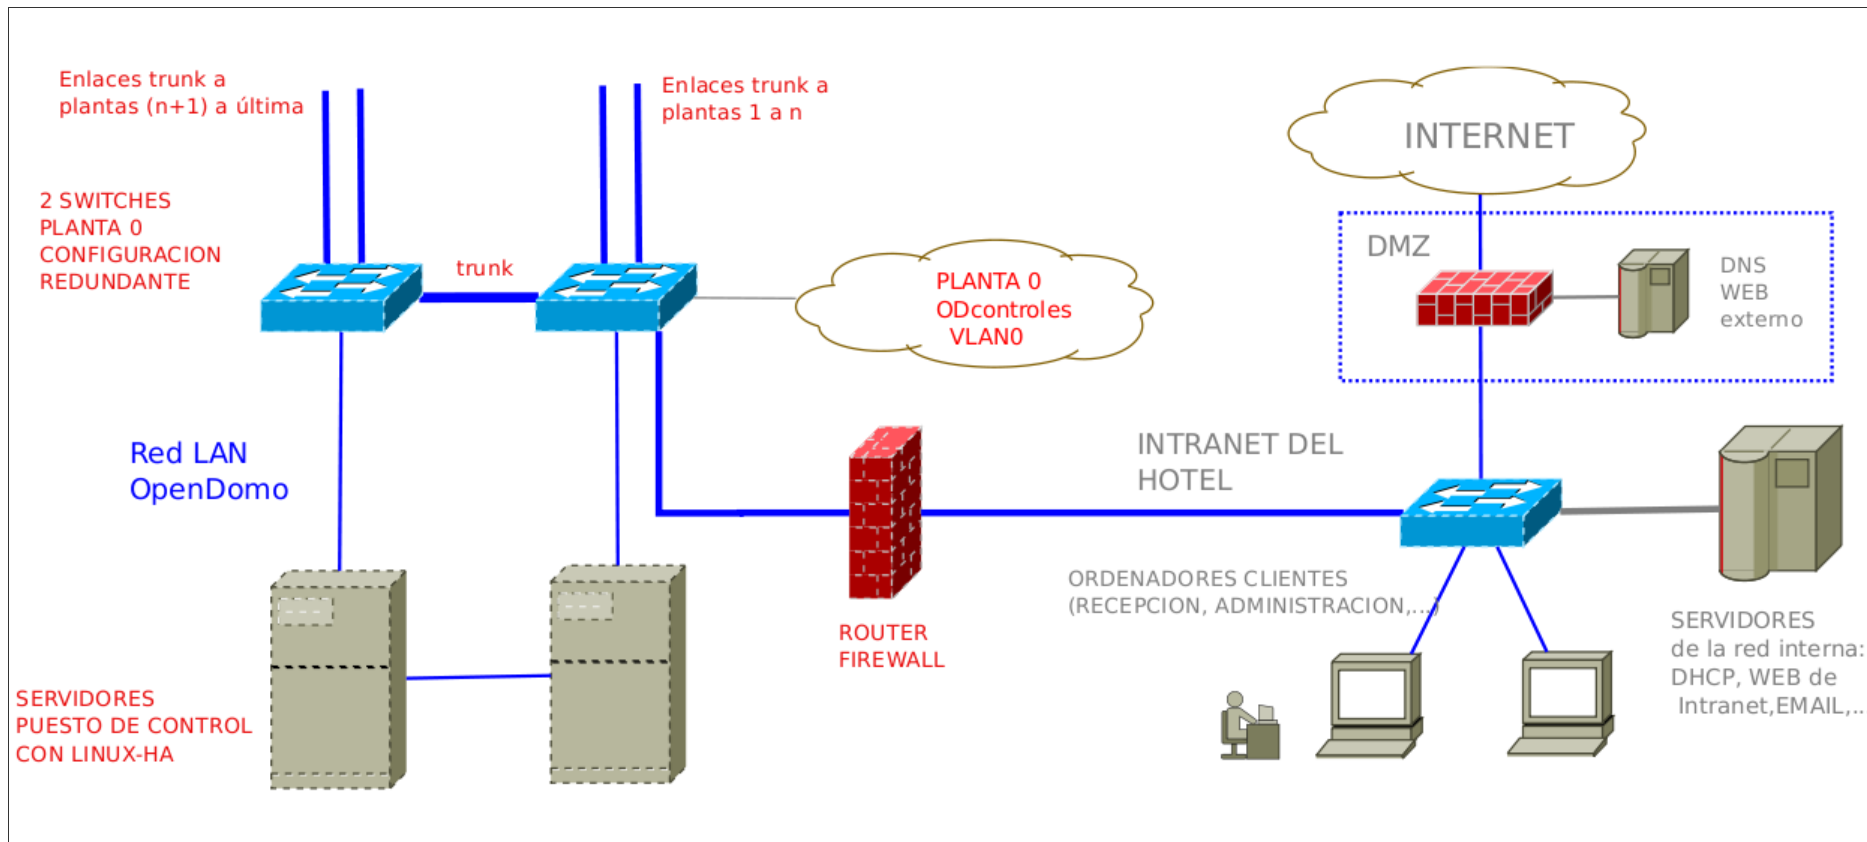 Enlaces trunk a
plantas (n+1) a última
Enlaces trunk a
plantas 1 a n
INTERNET
2 SWITCHES
PLANTA 0
CONFIGURACION
REDUNDANTE
trunk
PLANTA 0
ODcontroles
VLAN0
DMZ
DNS
WEB
externo
Red LAN
OpenDomo
INTRANET DEL
HOTEL
ORDENADORES CLIENTES
(RECEPCION, ADMINISTRACION,...)
ROUTER
FIREWALL
SERVIDORES
de la red interna:
DHCP, WEB de
Intranet,EMAIL,..
SERVIDORES
PUESTO DE CONTROL
CON LINUX-HA